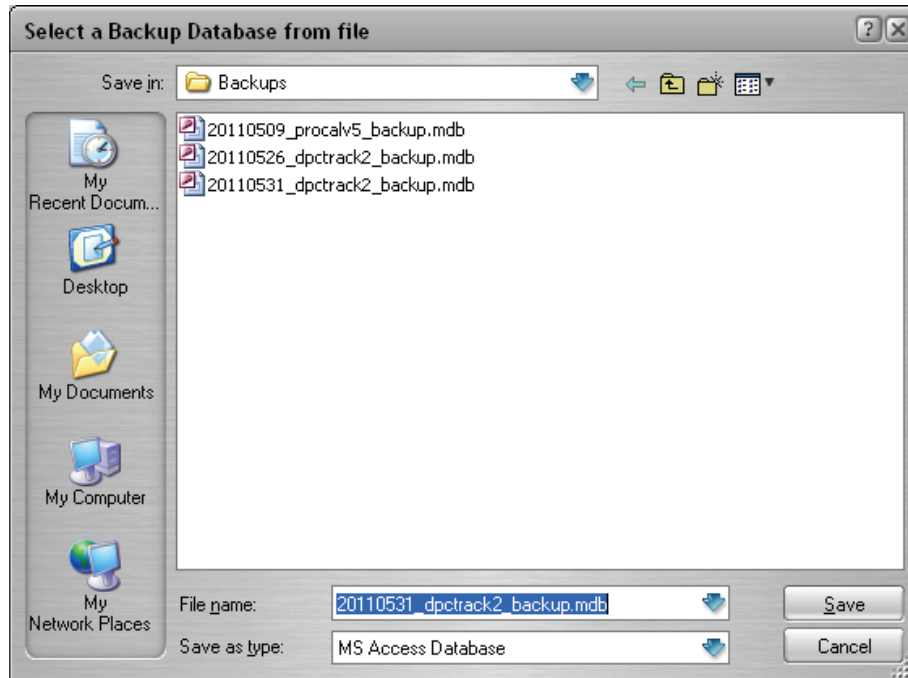 Select a Backup Database from file
?
Save in: Backups
My
Recent Docum...
Desktop
My Documents
My Computer
My
Network Places
20110509_procalv5_backup.mdb
20110526_dpctrack2_backup.mdb
20110531_dpctrack2_backup.mdb
File name: 20110531_dpctrack2_backup.mdb Save
Save as type: MS Access Database Cancel